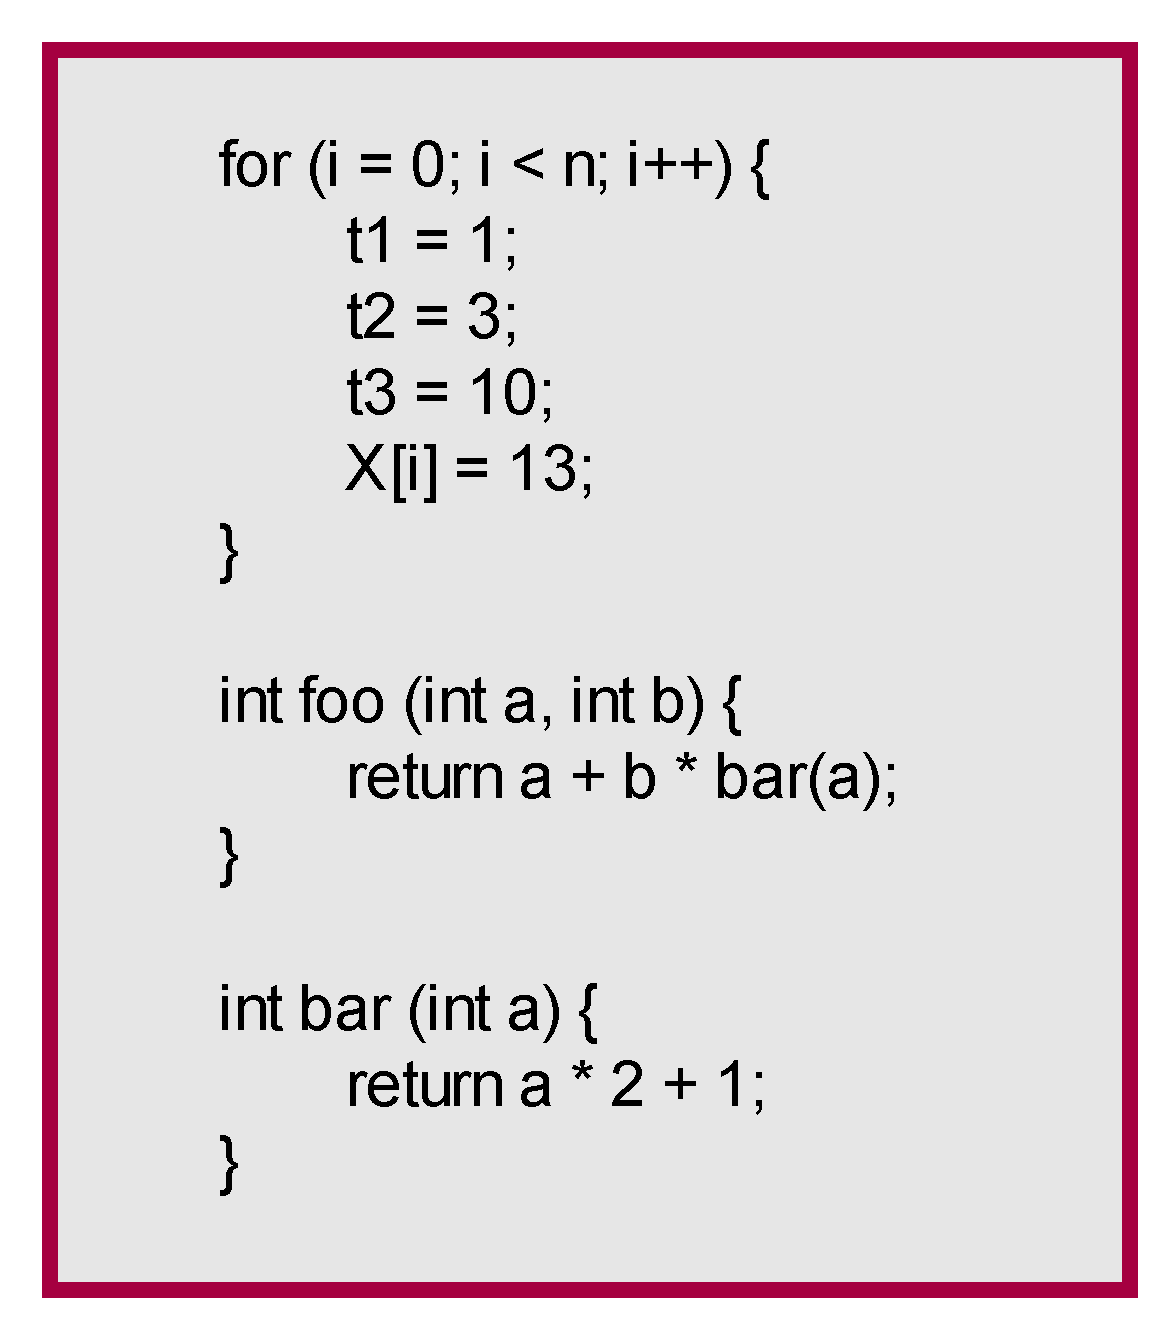 for (i = 0; i < n; i++) {
t1 = 1;
t2 = 3;
t3 = 10;
X[i] = 13;
}
int foo (int a, int b) {
return a + b * bar(a);
}
int bar (int a) {
return a * 2 + 1;
}